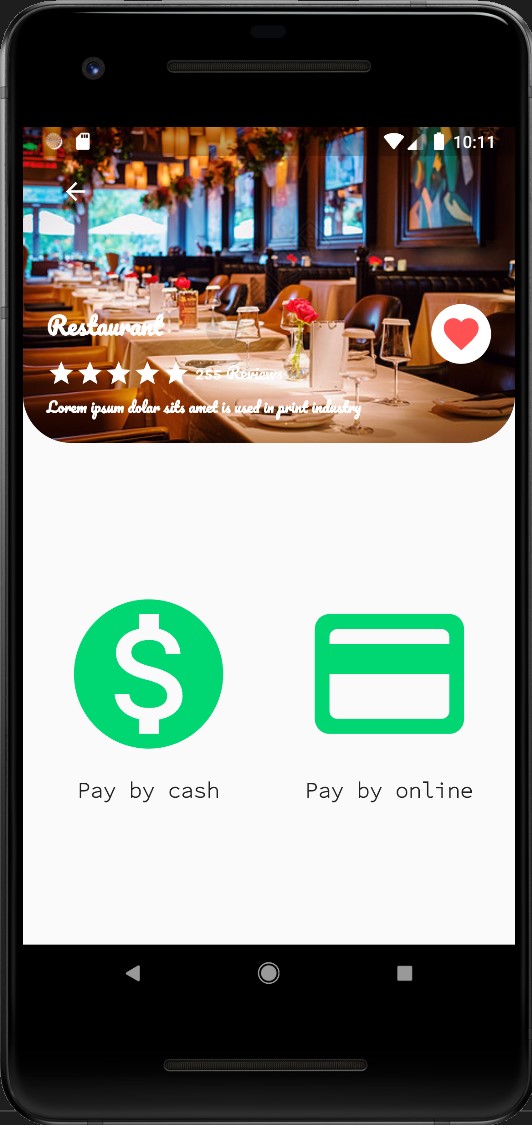 10:11
Restaurant
255 Reviews
Lorem ipsum dolar sits amet is used in print industry
$
Pay by cash
Pay by online